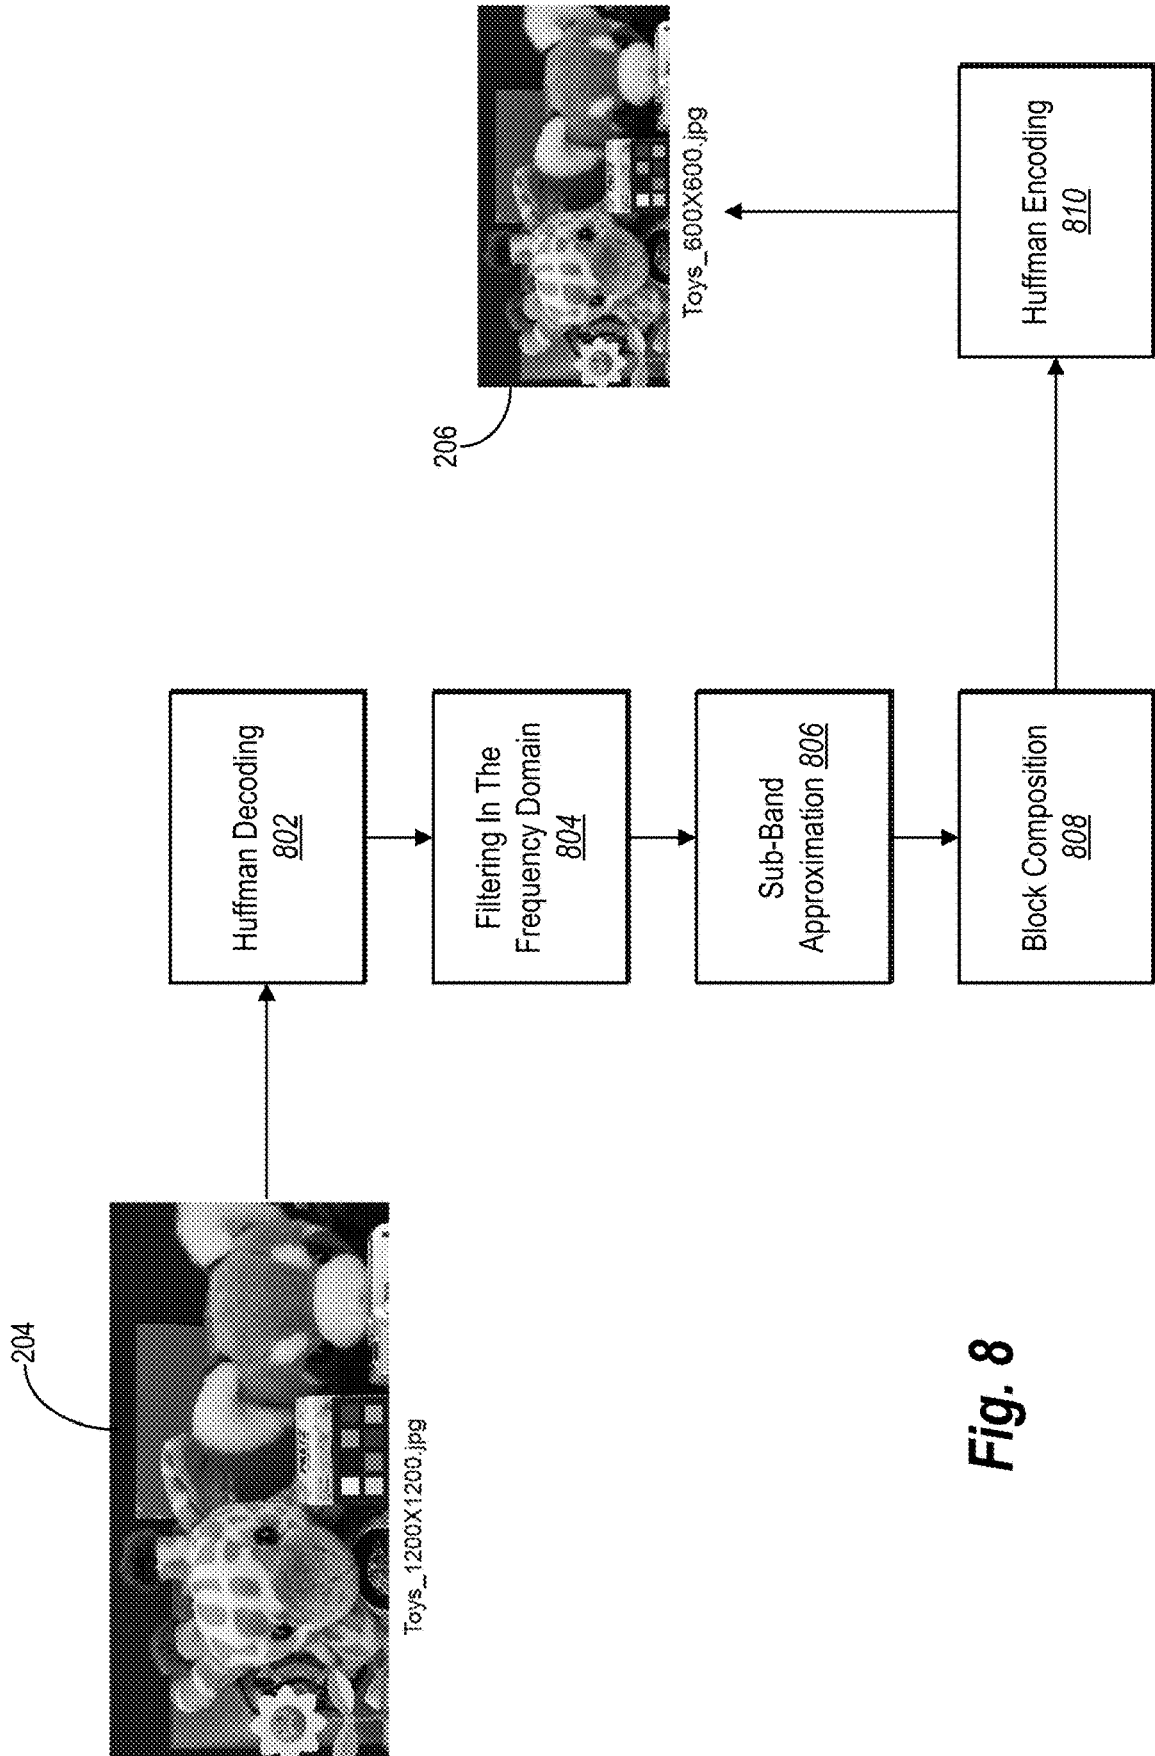 204
Toys_1200X1200.jpg
Huffman Decoding
802
Filtering In The
Frequency Domain
804
Sub-Band
Approximation 806
Block Composition
808
Huffman Encoding
810
206
Toys_600X600.jpg
Fig. 8